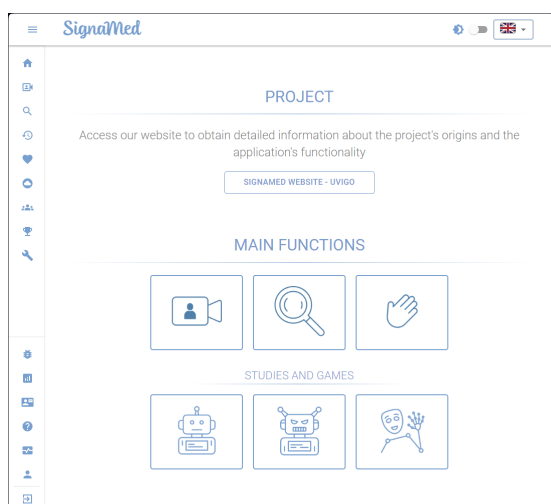 SignaMed
PROJECT
Access our website to obtain detailed information about the project's origins and the
application's functionality
SIGNAMED WEBSITE - UVIGO
MAIN FUNCTIONS
STUDIES AND GAMES